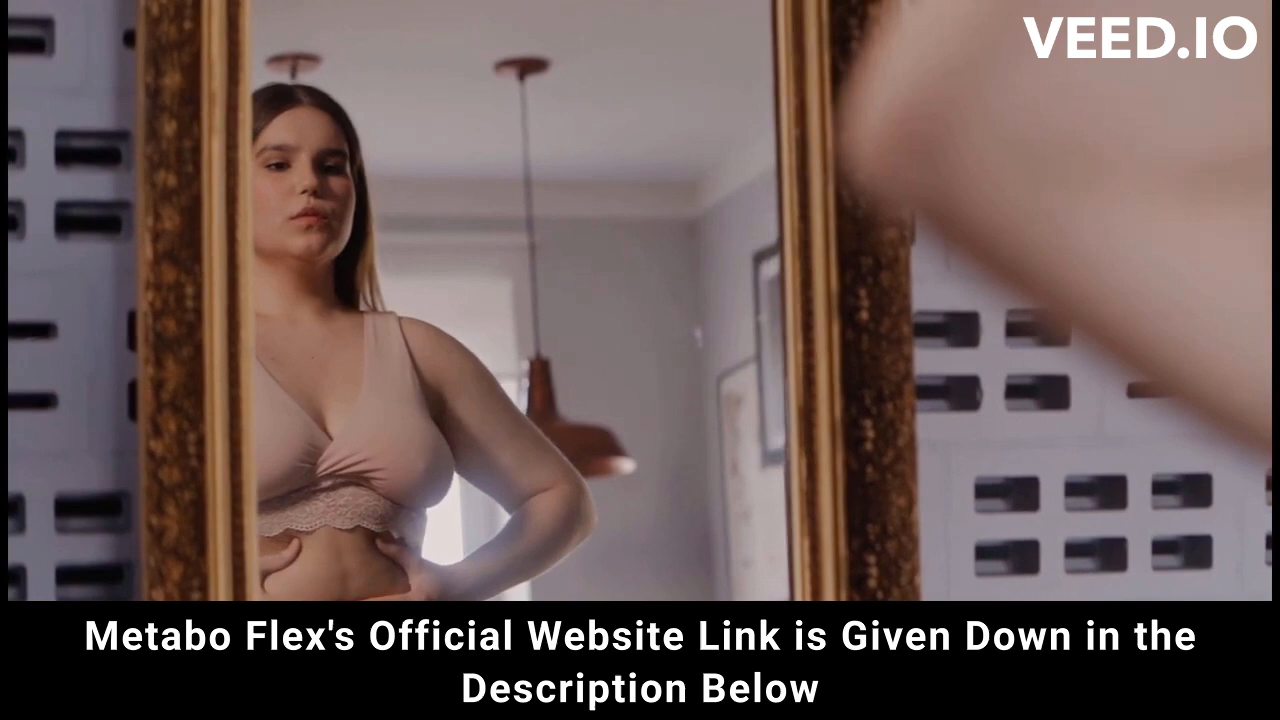 VEED.IO
Metabo Flex's Official Website Link is Given Down in the
Description Below